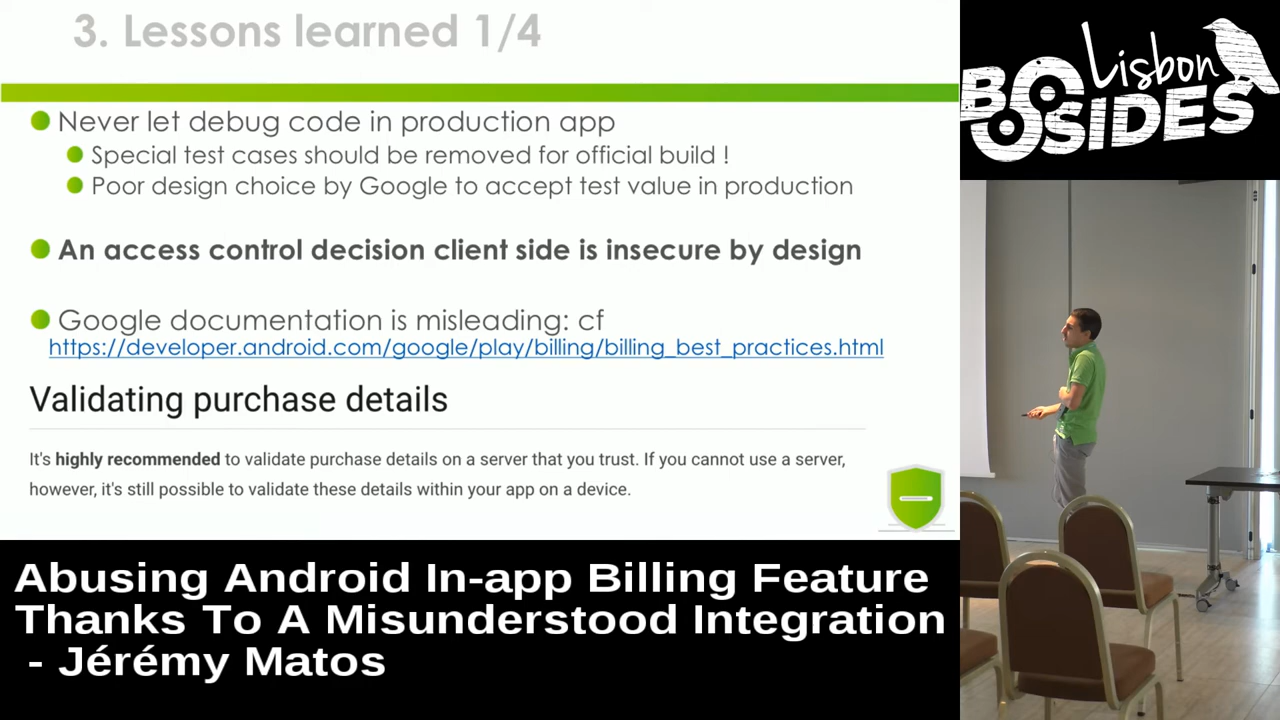 3. Lessons learned 1/4
Never let debug code in production app
Special test cases should be removed for official build !
Poor design choice by Google to accept test value in production
An access control decision client side is insecure by design
Google documentation is misleading: cf
https://developer.android.com/google/play/billing/billing_best_practices.html
Validating purchase details
It's highly recommended to validate purchase details on a server that you trust. If you cannot use a server,
however, it's still possible to validate these details within your app on a device.
Lisbon
BSIDES
Abusing Android In-app Billing Feature
Thanks To A Misunderstood Integration
- Jérémy Matos